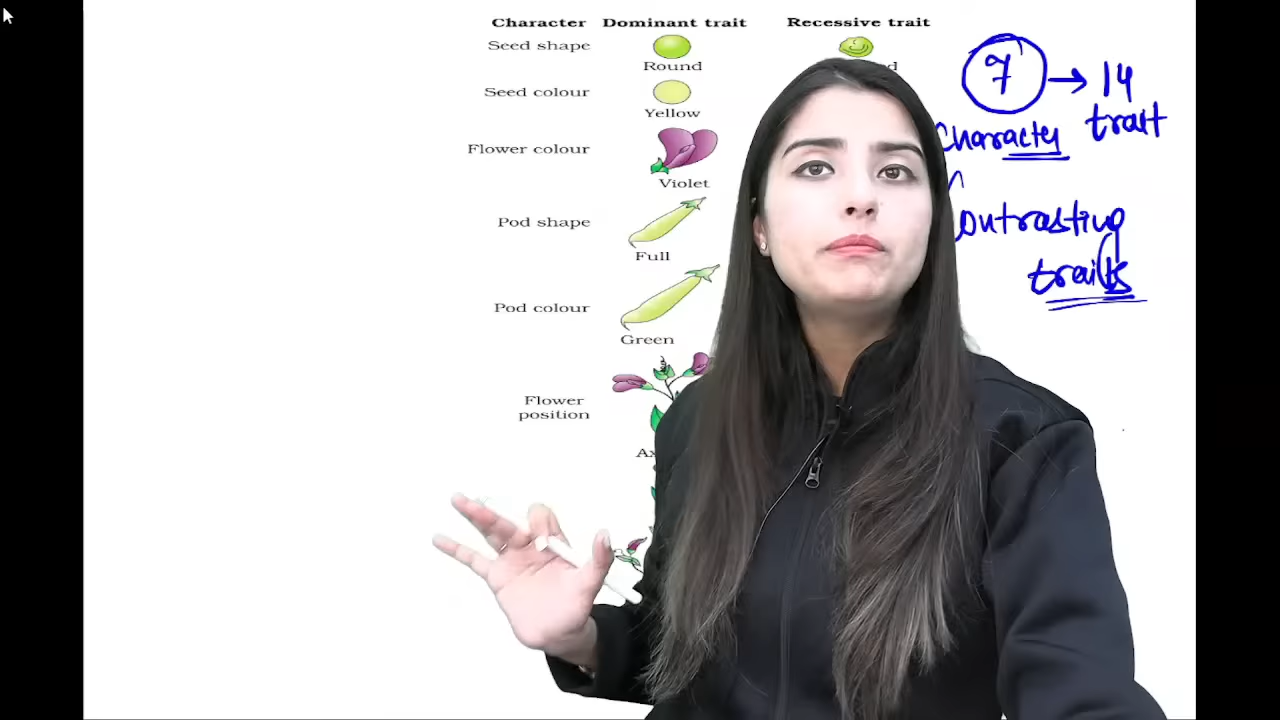 Character Dominant trait Recessive trait
Seed shape
Round
Seed colour
Yellow
Flower colour
Violet
Pod shape
Full
Pod colour
Green
Flower
position
7 → 14
trait
Character
Contrasting
traits